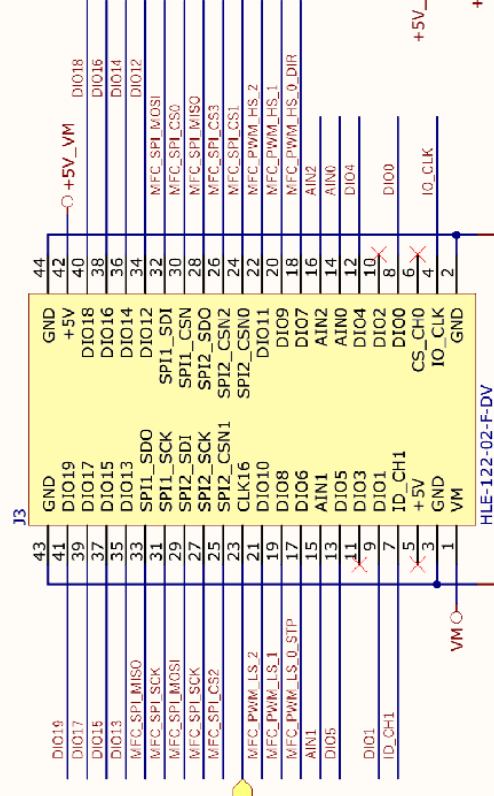 +5V_
+
+5V_VM
DIO18
DIO16
DIO14
DIO12
MFC_SPI_MOSI
MFC_SPI_CS0
MFC_SPI_MISO
MFC_SPI_CS3
MFC_SPI_CS1
MFC_PWM_HS_2
MFC_PWM_HS_1
MFC_PWM_HS_0_DIR
AIN2
AIN0
DIO4
DIO0
IO_CLK
44
42
40
38
36
34
32
30
28
26
24
22
20
18
16
14
12
10
8
6
4
2
GND
+5V
DIO18
DIO16
DIO14
DIO12
SPI1_SDI
SPI1_CSN
SPI2_SDO
SPI2_CSN2
SPI2_CSN0
DIO11
DIO9
DIO7
AIN2
AIN0
DIO4
DIO2
DIO0
CS_CH0
IO_CLK
GND
J3
GND
DIO19
DIO17
DIO15
DIO13
SPI1_SDO
SPI1_SCK
SPI2_SDI
SPI2_SCK
SPI2_CSN1
CLK16
DIO10
DIO8
DIO6
AIN1
DIO5
DIO3
DIO1
ID_CH1
+5V
GND
VM
HLE-122-02-F-DV
43
41
39
37
35
33
31
29
27
25
23
21
19
17
15
13
11
9
7
5
3
1
DIO19
DIO17
DIO15
DIO13
MFC_SPI_MISO
MFC_SPI_SCK
MFC_SPI_MOSI
MFC_SPI_SCK
MFC_SPI_CS2
MFC_PWM_LS_2
MFC_PWM_LS_1
MFC_PWM_LS_0_STP
AIN1
DIO5
DIO1
ID_CH1
VM